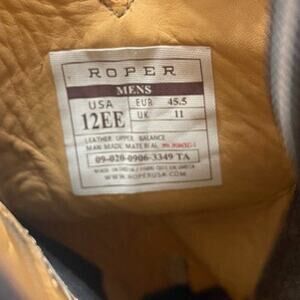 ROPER
MENS
USA EUR 45.5
12EE UK 11
LEATHER UPPER BALANCE
MAN MADE MATERIAL
09-020-0906-3349 TA
WWW.ROPERUSA.COM